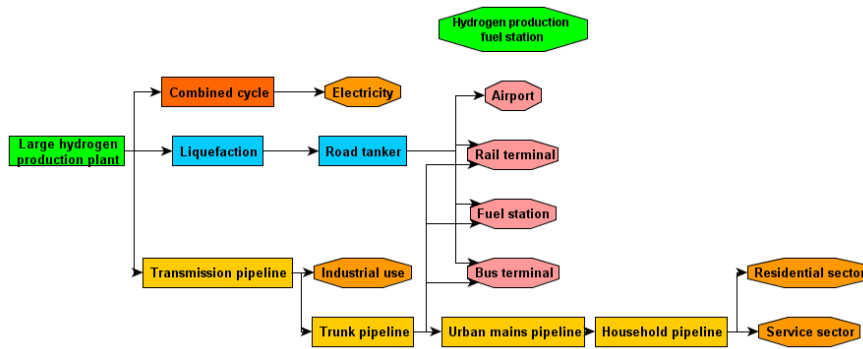 Hydrogen production
fuel station
Combined cycle
Electricity
Airport
Large hydrogen
production plant
Liquefaction
Road tanker
Rail terminal
Fuel station
Transmission pipeline
Industrial use
Bus terminal
Residential sector
Trunk pipeline
Urban mains pipeline
Household pipeline
Service sector